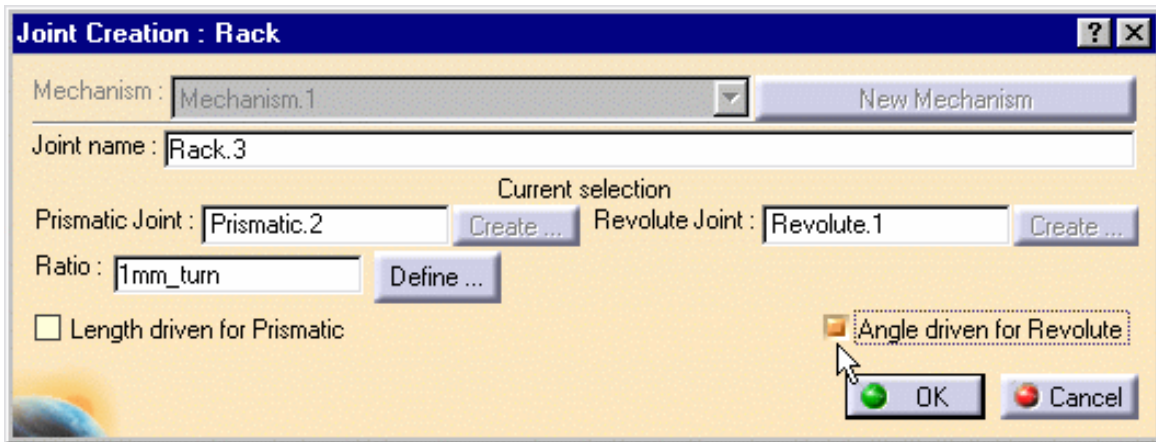 Joint Creation : Rack
Mechanism : Mechanism.1 New Mechanism
Joint name : Rack.3
Current selection
Prismatic Joint : Prismatic.2 Create ... Revolute Joint : Revolute.1 Create ...
Ratio : 1mm_turn Define ...
Length driven for Prismatic Angle driven for Revolute
OK Cancel